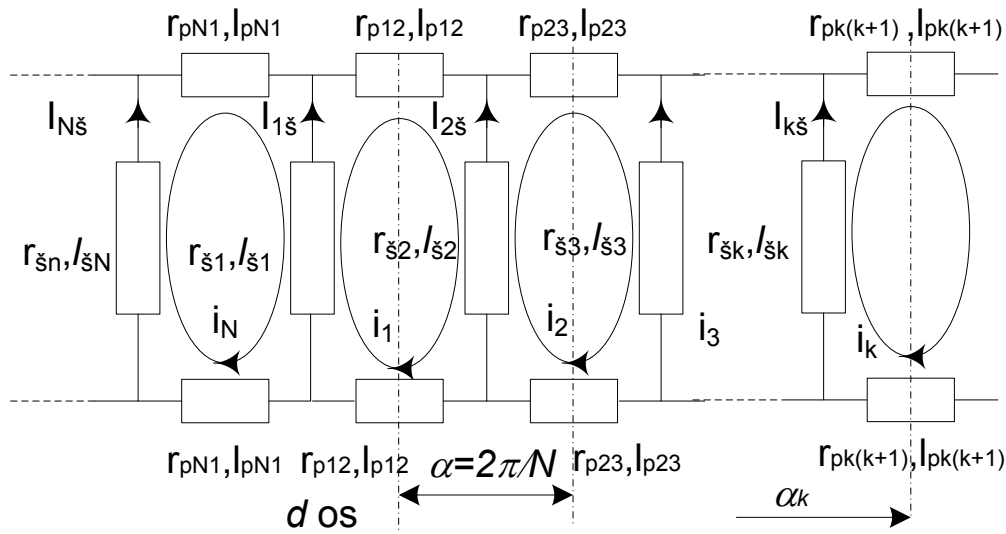 rpN1,lpN1 rp12,lp12 rp23,lp23 rpk(k+1) ,lpk(k+1)
INš I1š I2š Ikš
ršn,lšN rš1,lš1 rš2,lš2 rš3,lš3 ršk,lšk
iN i1 i2 i3 ik
rpN1,lpN1 rp12,lp12 α=2π/N rp23,lp23 rpk(k+1),lpk(k+1)
d os αk